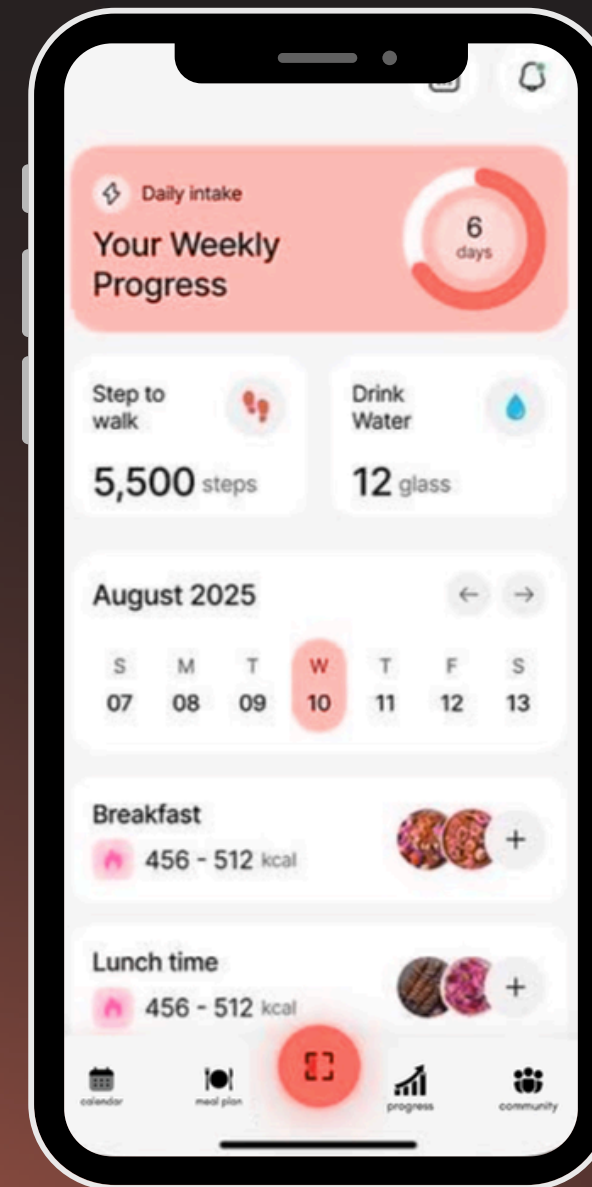 Daily intake
Your Weekly
Progress
6
days
Step to
walk
5,500 steps
Drink
Water
12 glass
August 2025
S M T W T F S
07 08 09 10 11 12 13
Breakfast
456 - 512 kcal
Lunch time
456 - 512 kcal
calendar
meal plan
progress
community